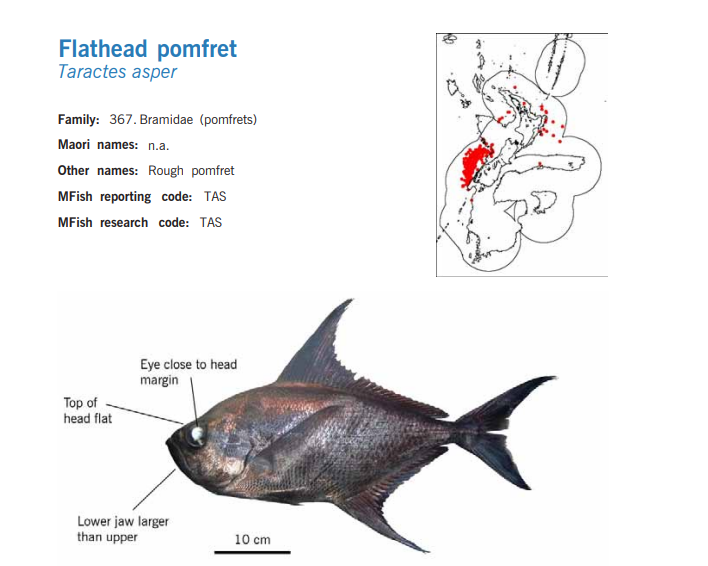 Flathead pomfret
Taractes asper
Family: 367. Bramidae (pomfrets)
Maori names: n.a.
Other names: Rough pomfret
MFish reporting code: TAS
MFish research code: TAS
Eye close to head
margin
Top of
head flat
Lower jaw larger
than upper
10 cm